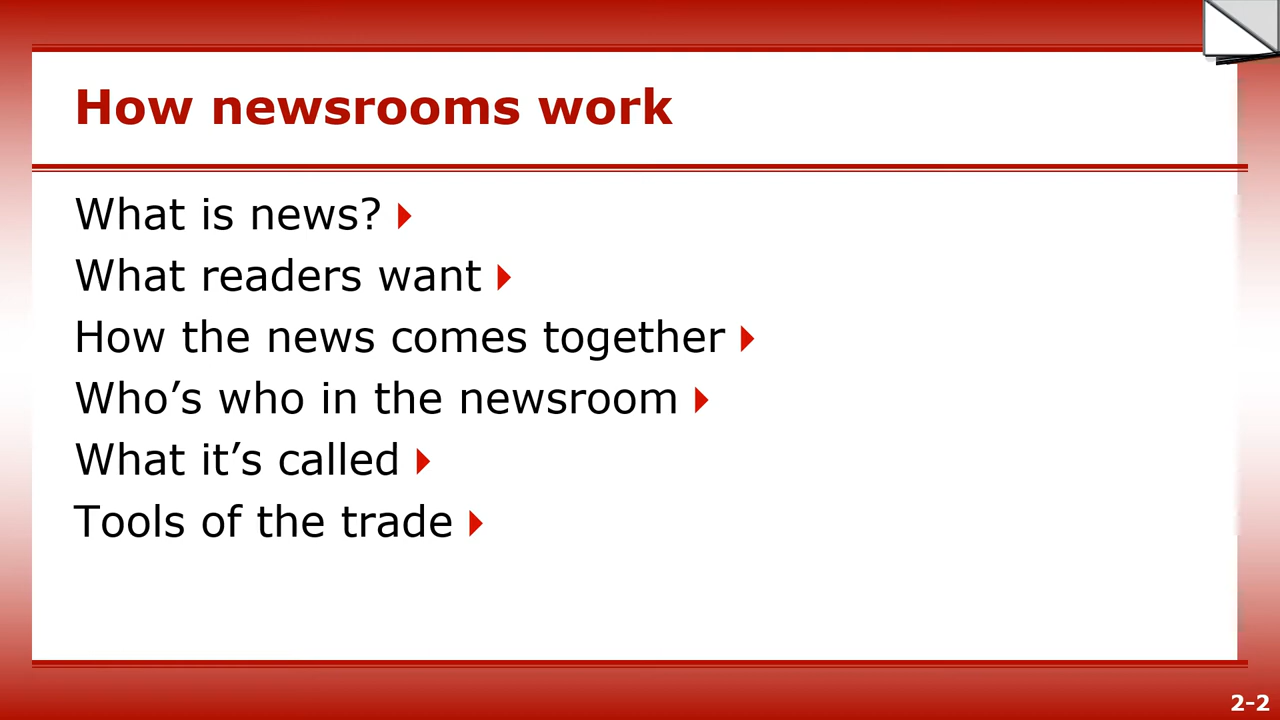 How newsrooms work
What is news?
What readers want
How the news comes together
Who’s who in the newsroom
What it’s called
Tools of the trade
2-2